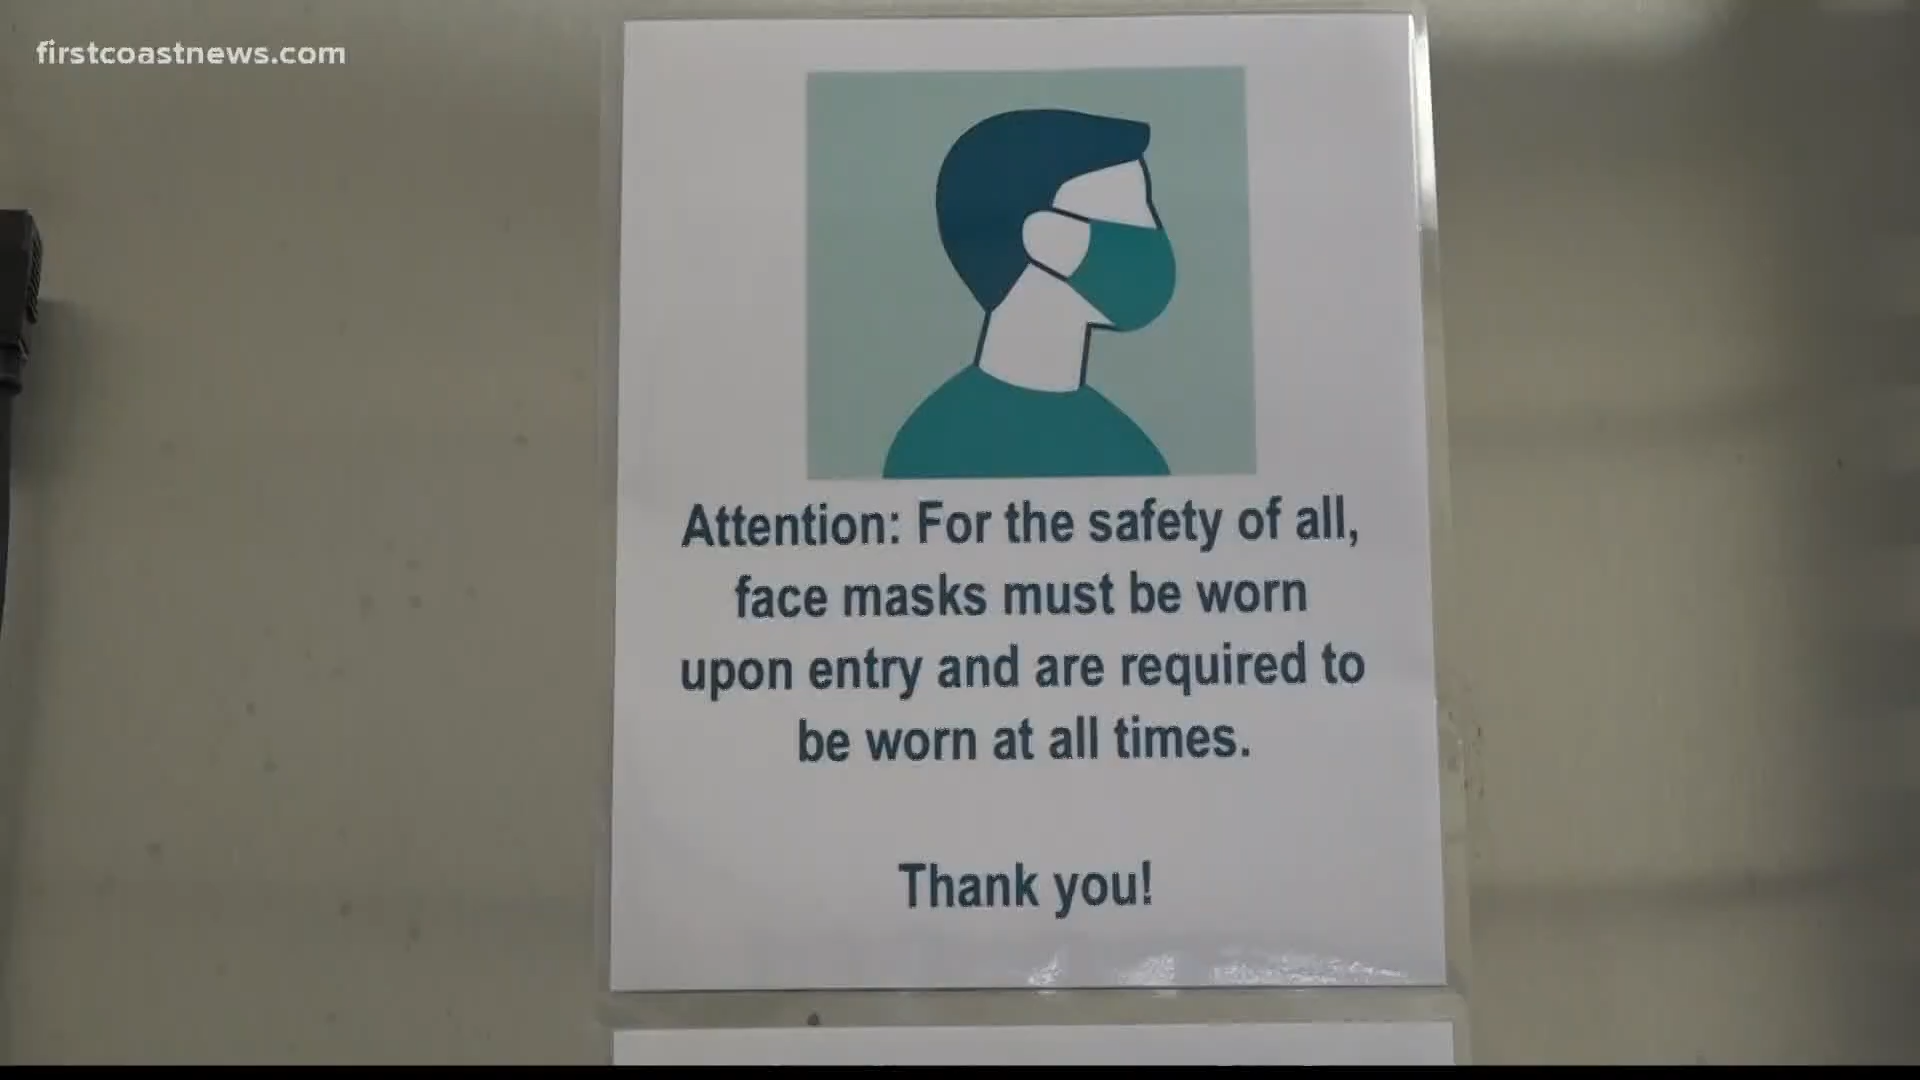 firstcoastnews.com
Attention: For the safety of all,
face masks must be worn
upon entry and are required to
be worn at all times.
Thank you!